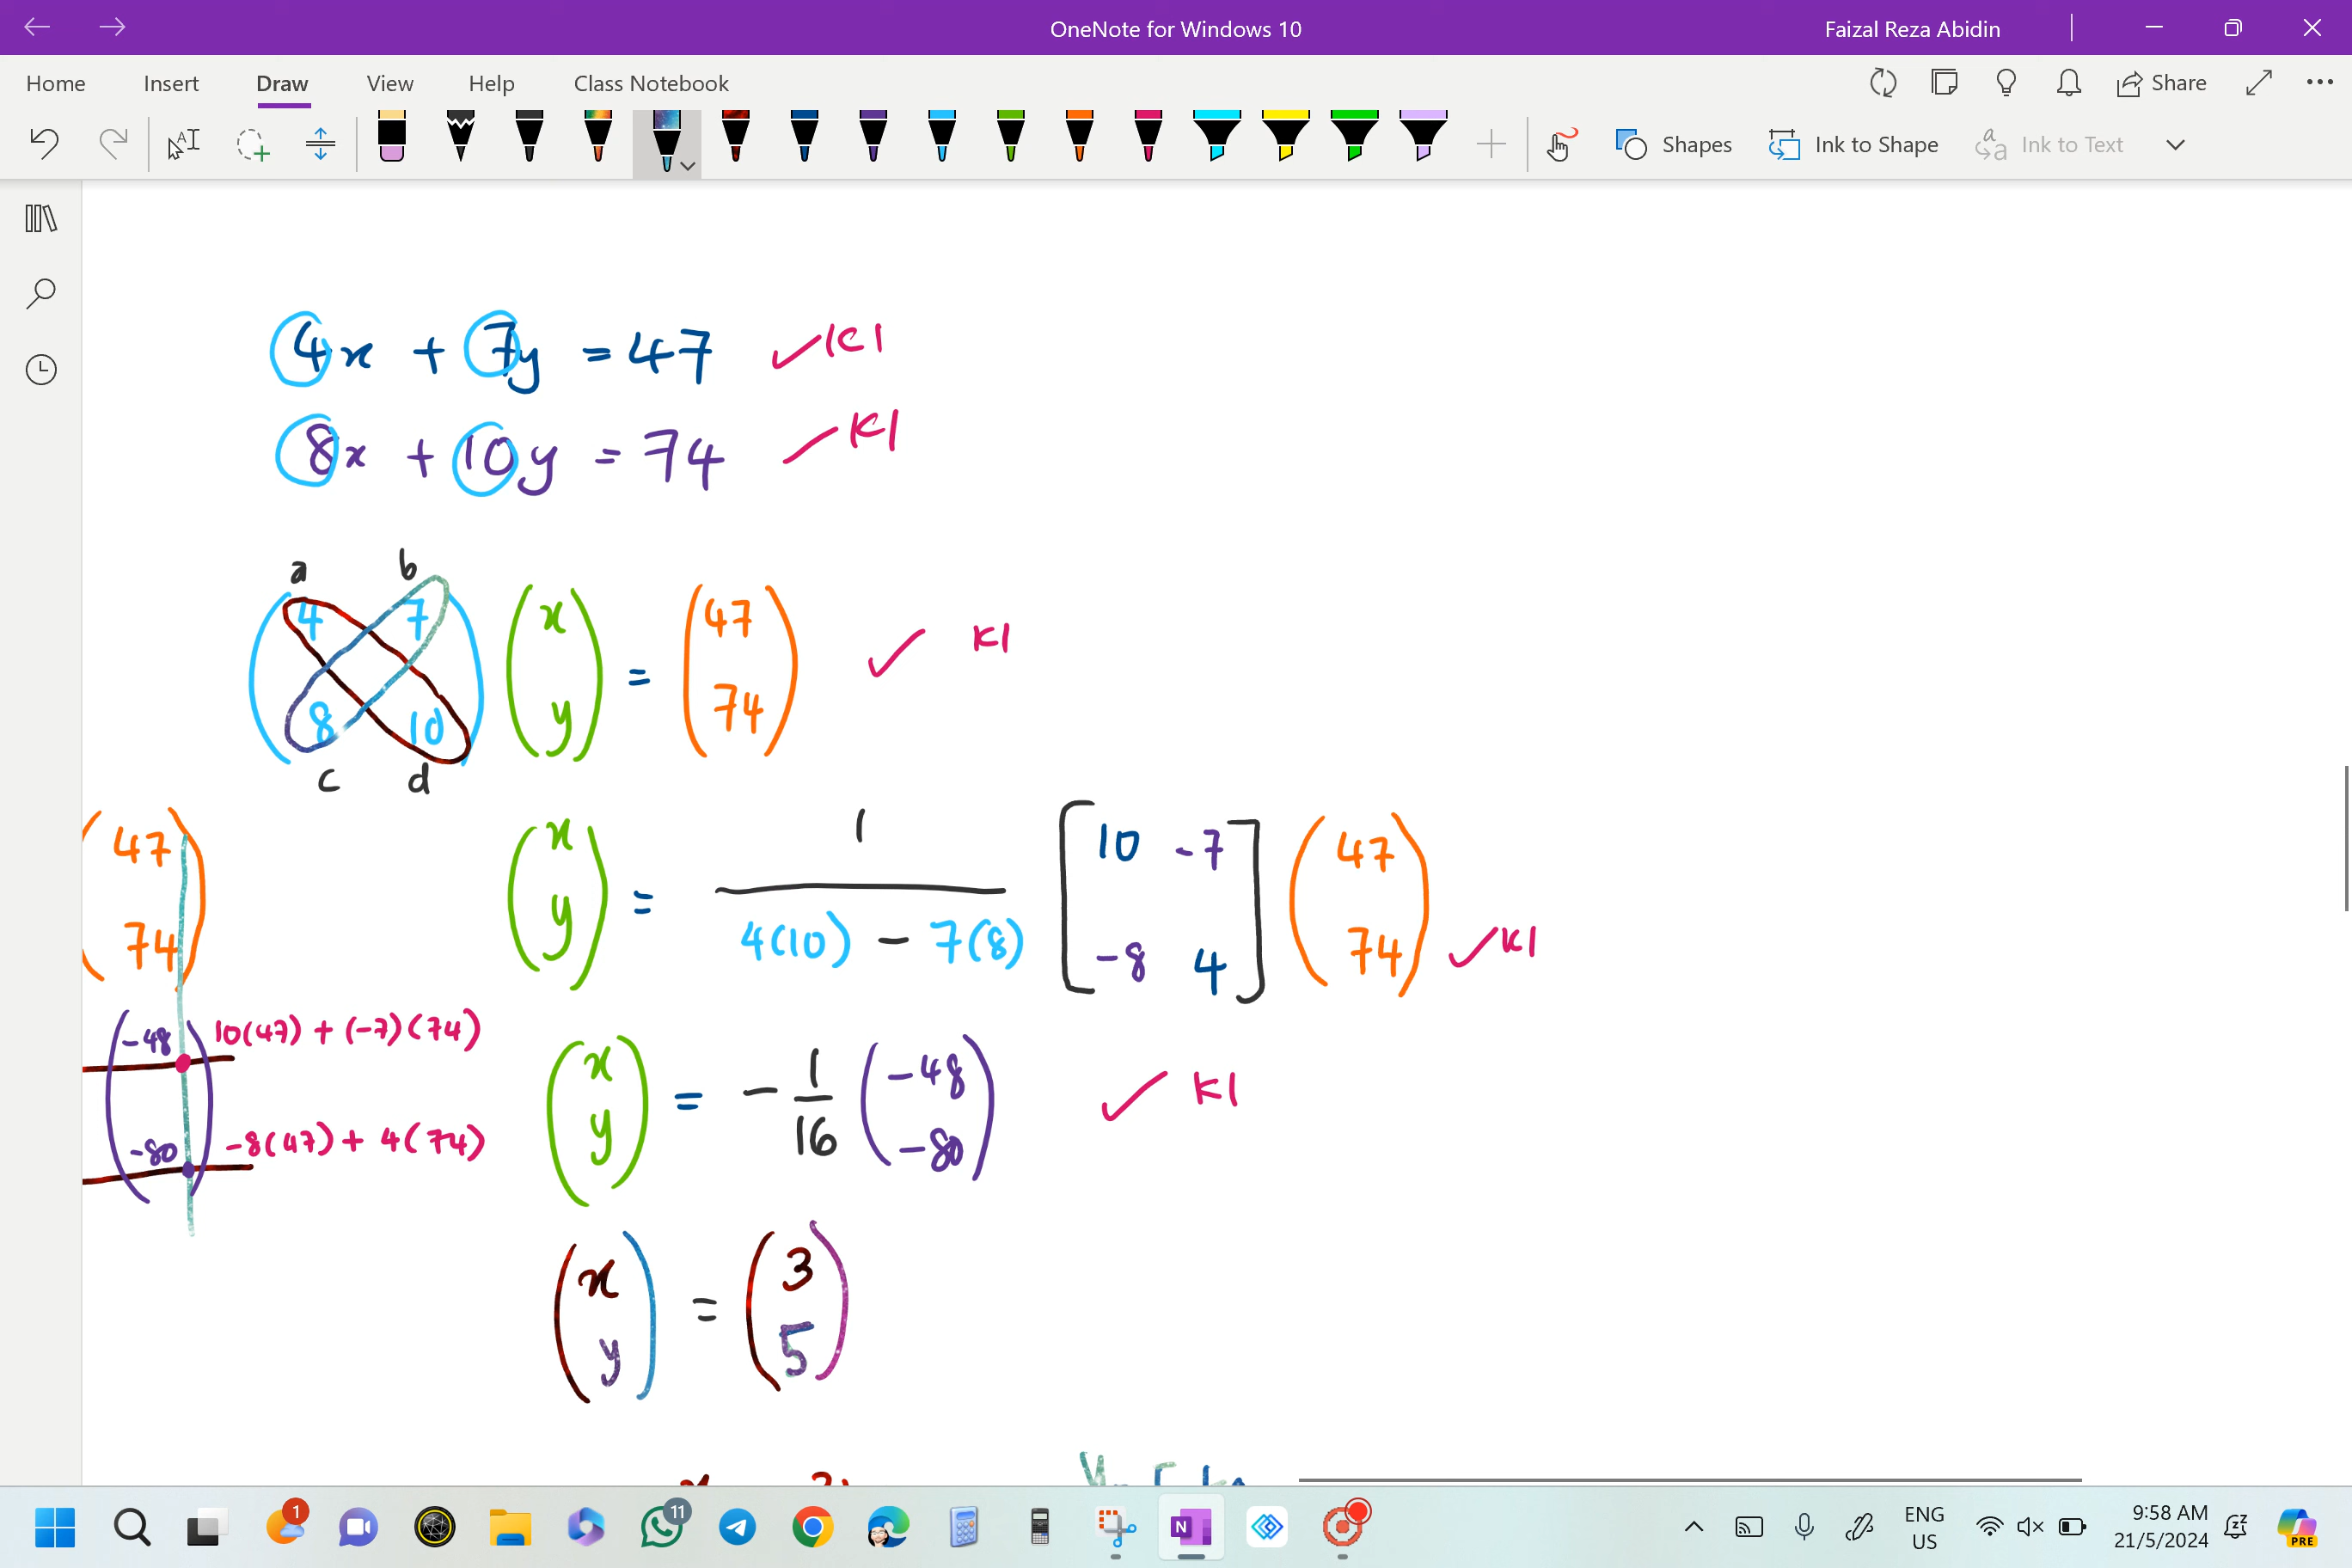 OneNote for Windows 10
Faizal Reza Abidin
Home Insert Draw View Help Class Notebook
Share
Shapes Ink to Shape Ink to Text
4x + 7y = 47 ✓K1
8x + 10y = 74 ✓K1
a b
(4 7) (x) = (47) ✓ K1
(8 10) (y) (74)
c d
(47)
(74)
(x) = 1 [10 -7] (47)
(y) 4(10) - 7(8) [-8 4] (74) ✓K1
(-48) 10(47) + (-7)(74)
(-80) -8(47) + 4(74)
(x) = - 1 (-48) ✓ K1
(y) 16 (-80)
(x) = (3)
(y) (5)
1
11
ENG
US
9:58 AM
21/5/2024
PRE